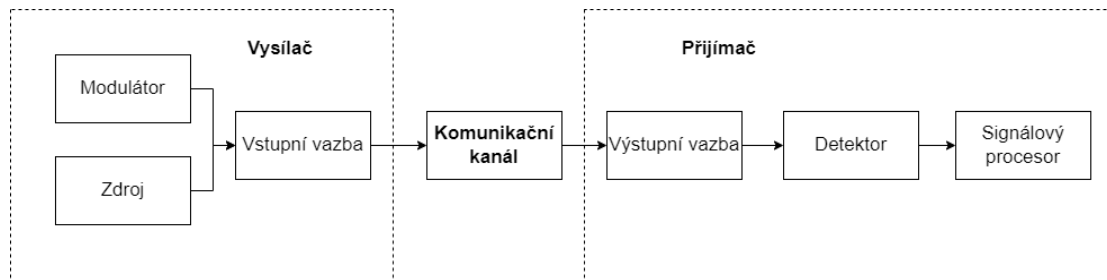 Vysílač
Přijímač
Modulátor
Zdroj
Vstupní vazba
Komunikační
kanál
Výstupní vazba
Detektor
Signálový
procesor